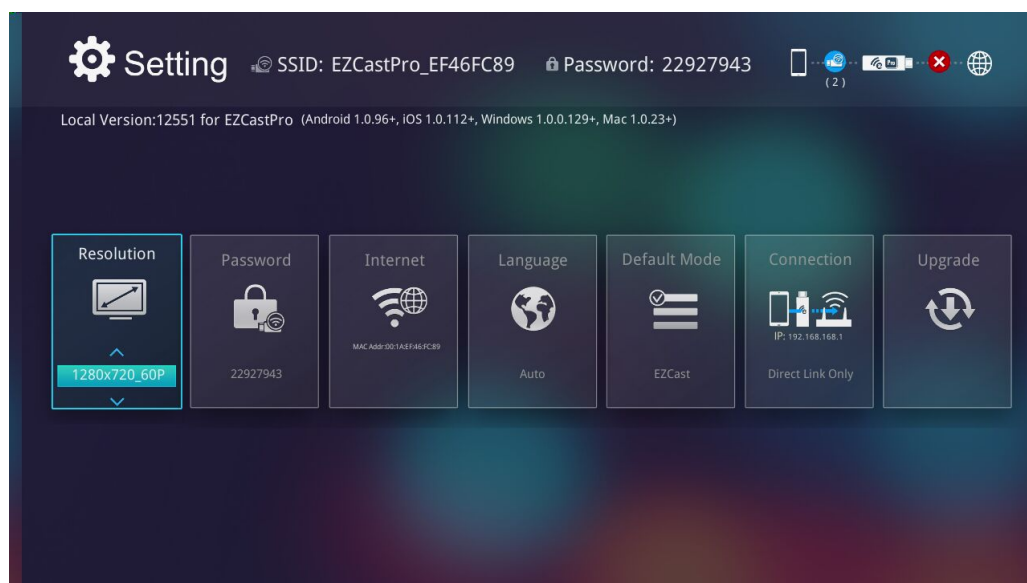 Setting SSID: EZCastPro_EF46FC89 Password: 22927943
(2)
Local Version:12551 for EZCastPro (Android 1.0.96+, iOS 1.0.112+, Windows 1.0.0.129+, Mac 1.0.23+)
Resolution
1280x720_60P
Password
22927943
Internet
MAC Addr:00:1A:EF:46:FC:89
Language
Auto
Default Mode
EZCast
Connection
IP: 192.168.168.1
Direct Link Only
Upgrade